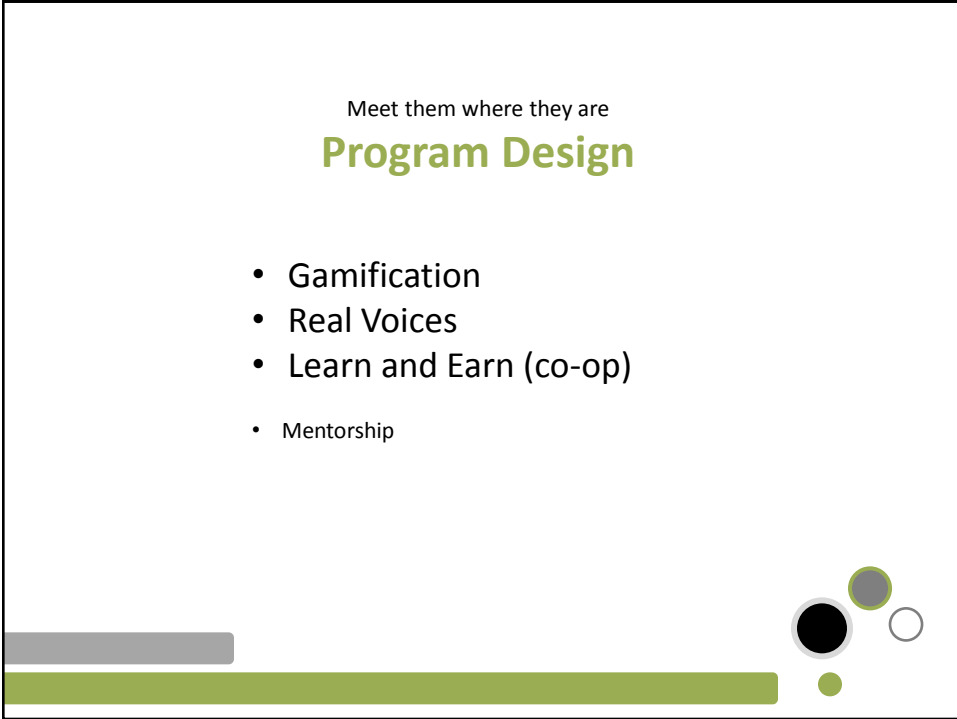 Meet them where they are
Program Design
• Gamification
• Real Voices
• Learn and Earn (co-op)
• Mentorship